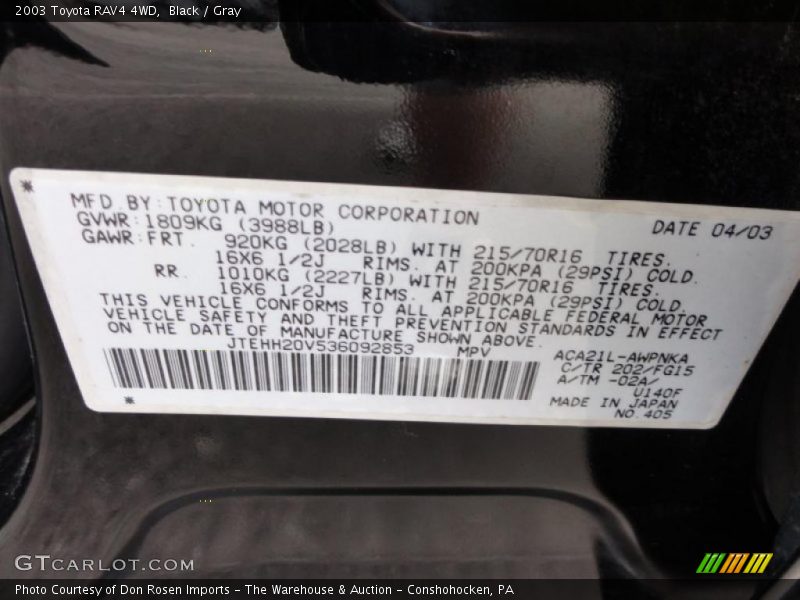 2003 Toyota RAV4 4WD, Black / Gray
MFD BY: TOYOTA MOTOR CORPORATION DATE 04/03
GVWR: 1809KG (3988LB)
GAWR: FRT. 920KG (2028LB) WITH 215/70R16 TIRES.
16X6 1/2J RIMS. AT 200KPA (29PSI) COLD.
RR. 1010KG (2227LB) WITH 215/70R16 TIRES.
16X6 1/2J RIMS. AT 200KPA (29PSI) COLD.
THIS VEHICLE CONFORMS TO ALL APPLICABLE FEDERAL MOTOR
VEHICLE SAFETY AND THEFT PREVENTION STANDARDS IN EFFECT
ON THE DATE OF MANUFACTURE SHOWN ABOVE.
JTEHH20V536092853 MPV
ACA21L-AWPNKA
C/TR 202/FG15
A/TM -02A/
U140F
MADE IN JAPAN
NO. 405
GTCARLOT.COM
Photo Courtesy of Don Rosen Imports - The Warehouse & Auction - Conshohocken, PA